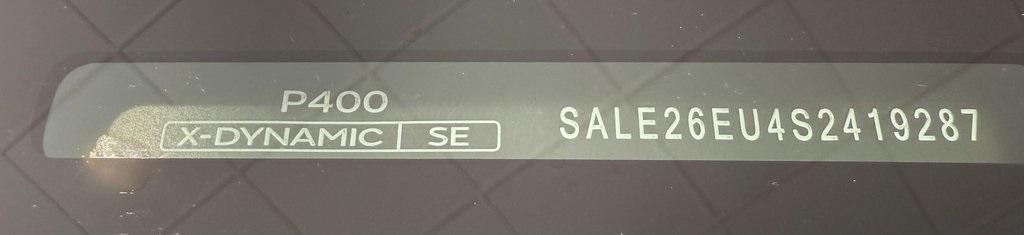 P400
X-DYNAMIC SE
SALE26EU4S2419287